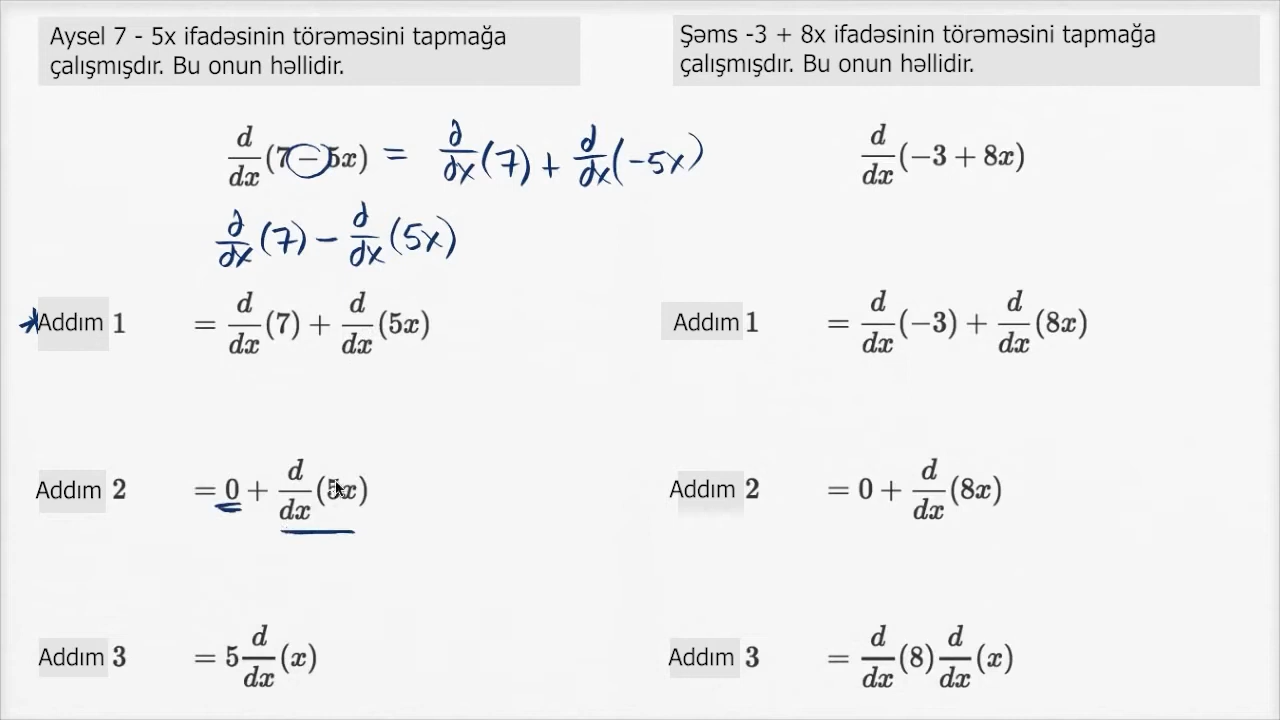 Aysel 7 - 5x ifadəsinin törəməsini tapmağa
çalışmışdır. Bu onun həllidir.
d/dx (7 − 5x) = d/dx (7) + d/dx (−5x)
d/dx (7) − d/dx (5x)
Addım 1 = d/dx (7) + d/dx (5x)
Addım 2 = 0 + d/dx (5x)
Addım 3 = 5 d/dx (x)
Şəms -3 + 8x ifadəsinin törəməsini tapmağa
çalışmışdır. Bu onun həllidir.
d/dx (−3 + 8x)
Addım 1 = d/dx (−3) + d/dx (8x)
Addım 2 = 0 + d/dx (8x)
Addım 3 = d/dx (8) d/dx (x)